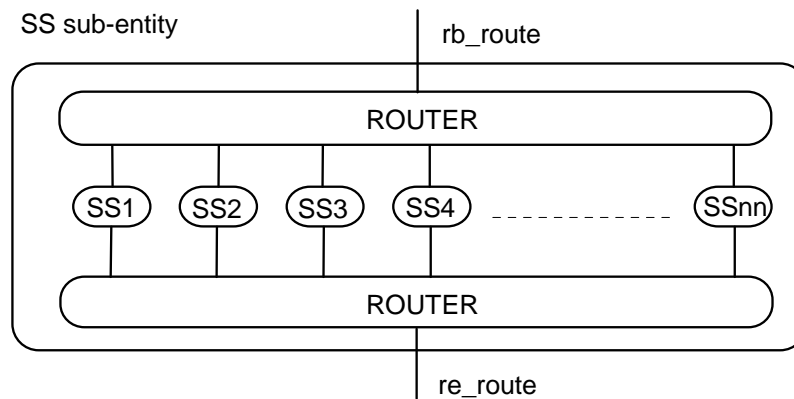 SS sub-entity
rb_route
ROUTER
SS1 SS2 SS3 SS4 SSnn
ROUTER
re_route